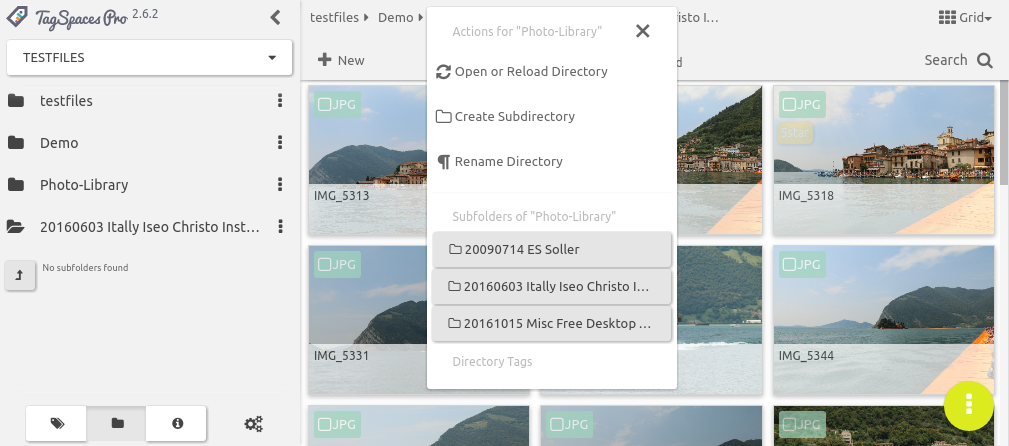 TagSpaces Pro 2.6.2
TESTFILES
testfiles
Demo
Photo-Library
20160603 Itally Iseo Christo Inst...
No subfolders found
testfiles Demo
isto I...
Grid
New
Search
Actions for "Photo-Library"
Open or Reload Directory
Create Subdirectory
Rename Directory
Subfolders of "Photo-Library"
20090714 ES Soller
20160603 Itally Iseo Christo I...
20161015 Misc Free Desktop ...
Directory Tags
JPG
IMG_5313
JPG
5star
IMG_5318
JPG
IMG_5331
JPG
IMG_5344
JPG
JPG
JPG